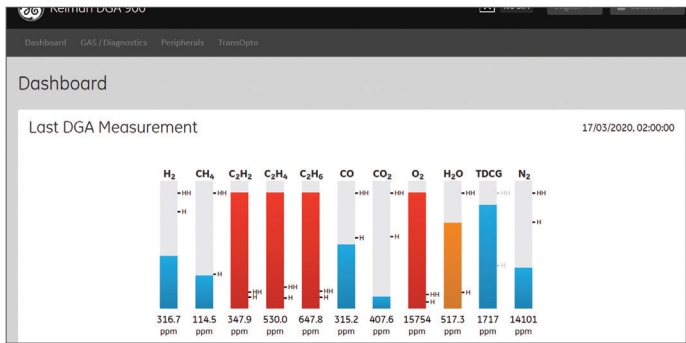 Kelman DGA 900
Dashboard GAS / Diagnostics Peripherals TransOpto
Dashboard
Last DGA Measurement 17/03/2020, 02:00:00
H₂ CH₄ C₂H₂ C₂H₄ C₂H₆ CO CO₂ O₂ H₂O TDCG N₂
HH HH HH HH HH HH HH
H H H H
H H
HH HH HH HH
H H H H H
316.7 114.5 347.9 530.0 647.8 315.2 407.6 15754 517.3 1717 14101
ppm ppm ppm ppm ppm ppm ppm ppm ppm ppm ppm